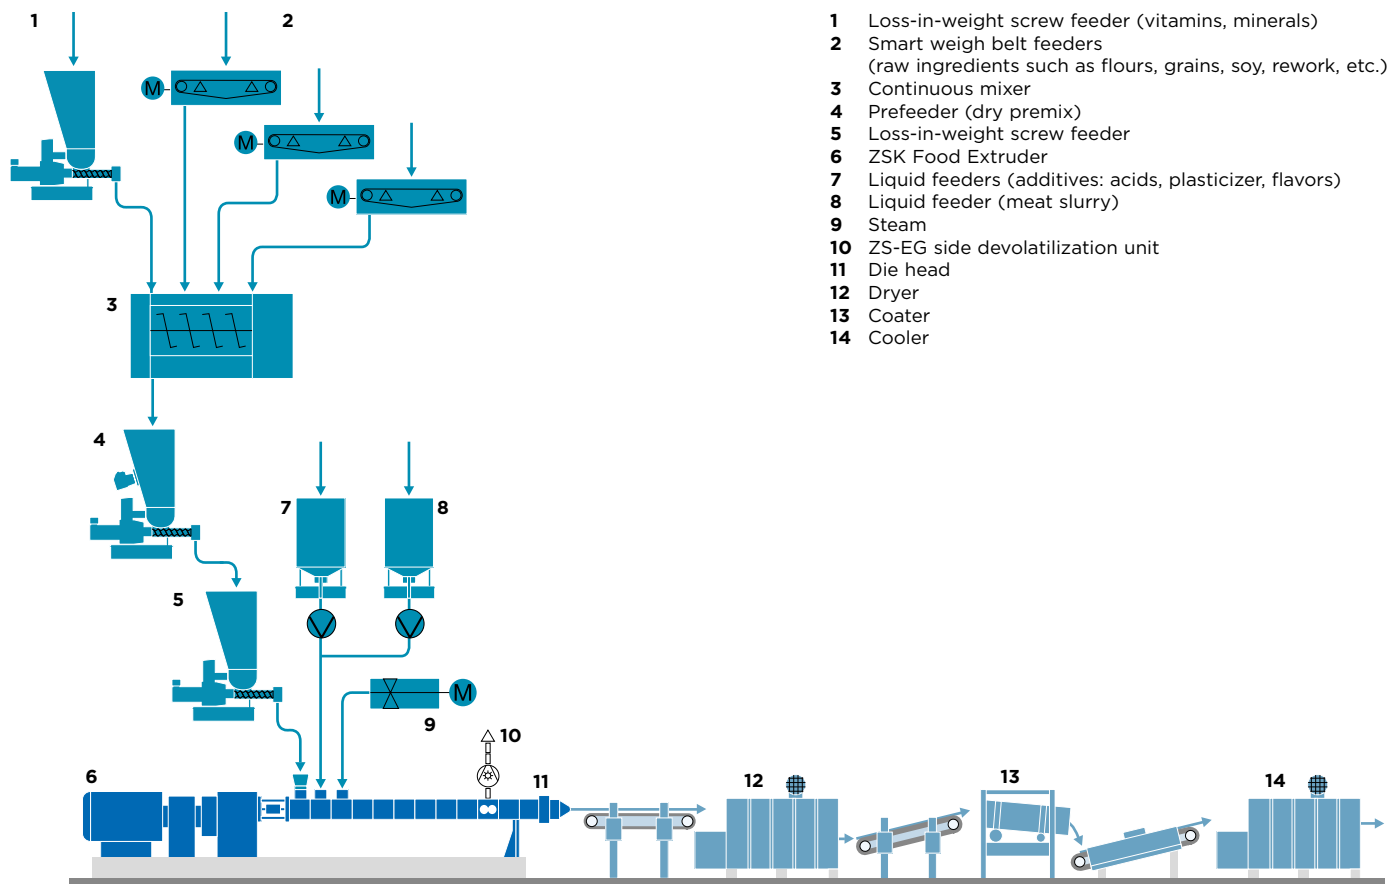 1
2
M
M
M
3
4
5
6
7
8
9
M
10
11
12
13
14
1 Loss-in-weight screw feeder (vitamins, minerals)
2 Smart weigh belt feeders
(raw ingredients such as flours, grains, soy, rework, etc.)
3 Continuous mixer
4 Prefeeder (dry premix)
5 Loss-in-weight screw feeder
6 ZSK Food Extruder
7 Liquid feeders (additives: acids, plasticizer, flavors)
8 Liquid feeder (meat slurry)
9 Steam
10 ZS-EG side devolatilization unit
11 Die head
12 Dryer
13 Coater
14 Cooler